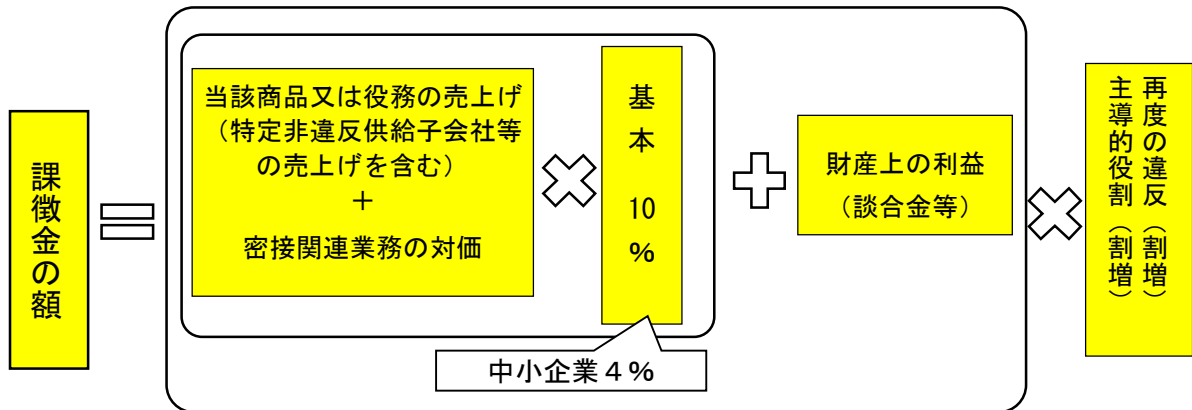 課徴金の額
当該商品又は役務の売上げ
（特定非違反供給子会社等
の売上げを含む）
＋
密接関連業務の対価
基本 10%
中小企業４%
財産上の利益
（談合金等）
再度の違反（割増）
主導的役割（割増）